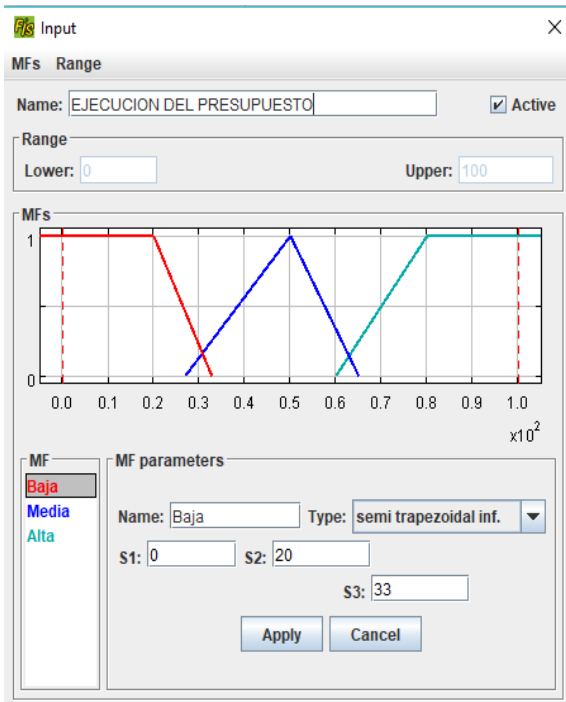 Fis Input
MFs Range
Name: EJECUCION DEL PRESUPUESTO Active
Range
Lower: 0 Upper: 100
MFs
1
0
0.0 0.1 0.2 0.3 0.4 0.5 0.6 0.7 0.8 0.9 1.0
x10²
MF
Baja
Media
Alta
MF parameters
Name: Baja Type: semi trapezoidal inf.
S1: 0 S2: 20
S3: 33
Apply Cancel